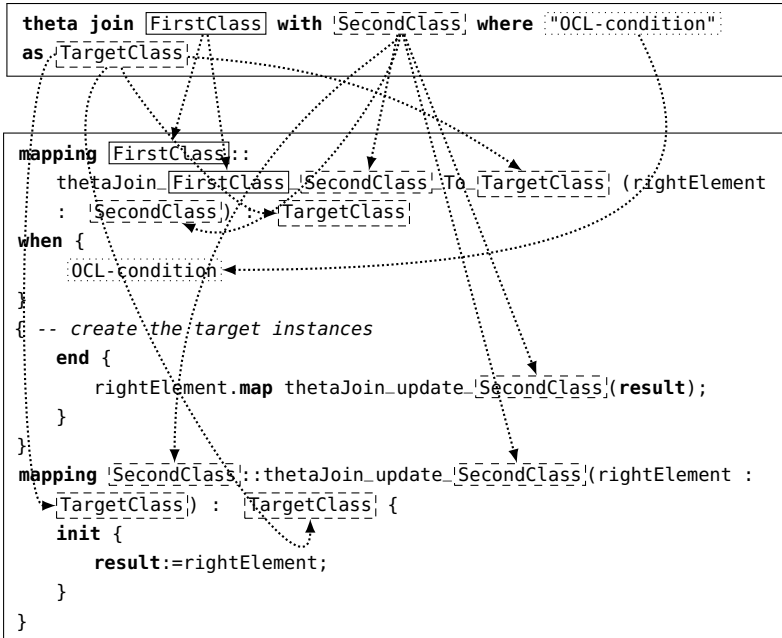 theta join FirstClass with SecondClass where "OCL-condition"
as TargetClass
mapping FirstClass::
thetaJoin_FirstClass_SecondClass_To_TargetClass (rightElement
: SecondClass) : TargetClass
when {
OCL-condition
}
{ -- create the target instances
end {
rightElement.map thetaJoin_update_SecondClass(result);
}
}
mapping SecondClass::thetaJoin_update_SecondClass(rightElement :
TargetClass) : TargetClass {
init {
result:=rightElement;
}
}